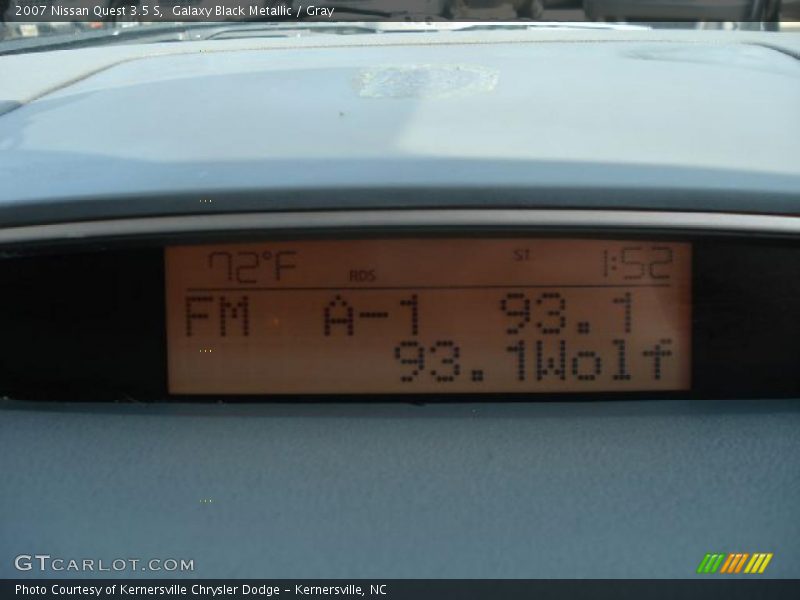 2007 Nissan Quest 3.5 S, Galaxy Black Metallic / Gray
72°F RDS ST 1:52
FM A-1 93.1
93.1Wolf
GTCARLOT.COM
Photo Courtesy of Kernersville Chrysler Dodge - Kernersville, NC